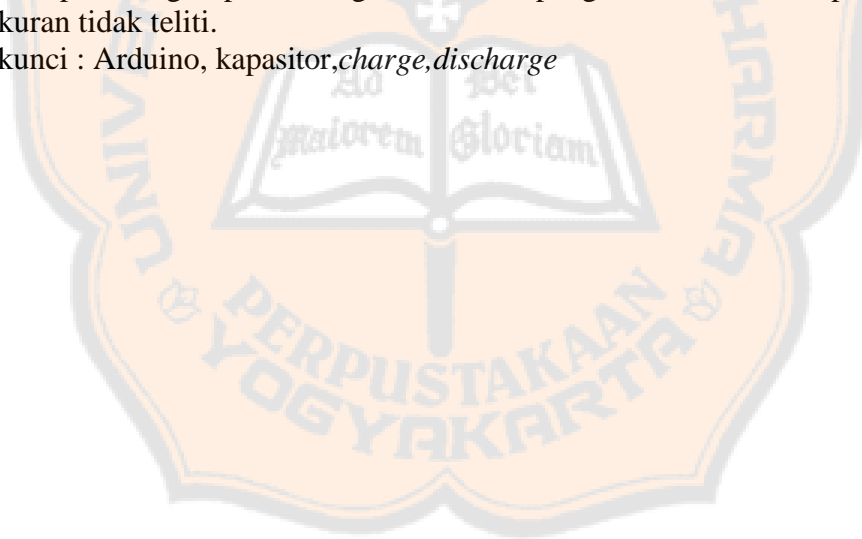 kuran tidak teliti.
kunci : Arduino, kapasitor,charge,discharge
Ad Dei
Maiorem Gloriam
PERPUSTAKAAN
YOGYAKARTA